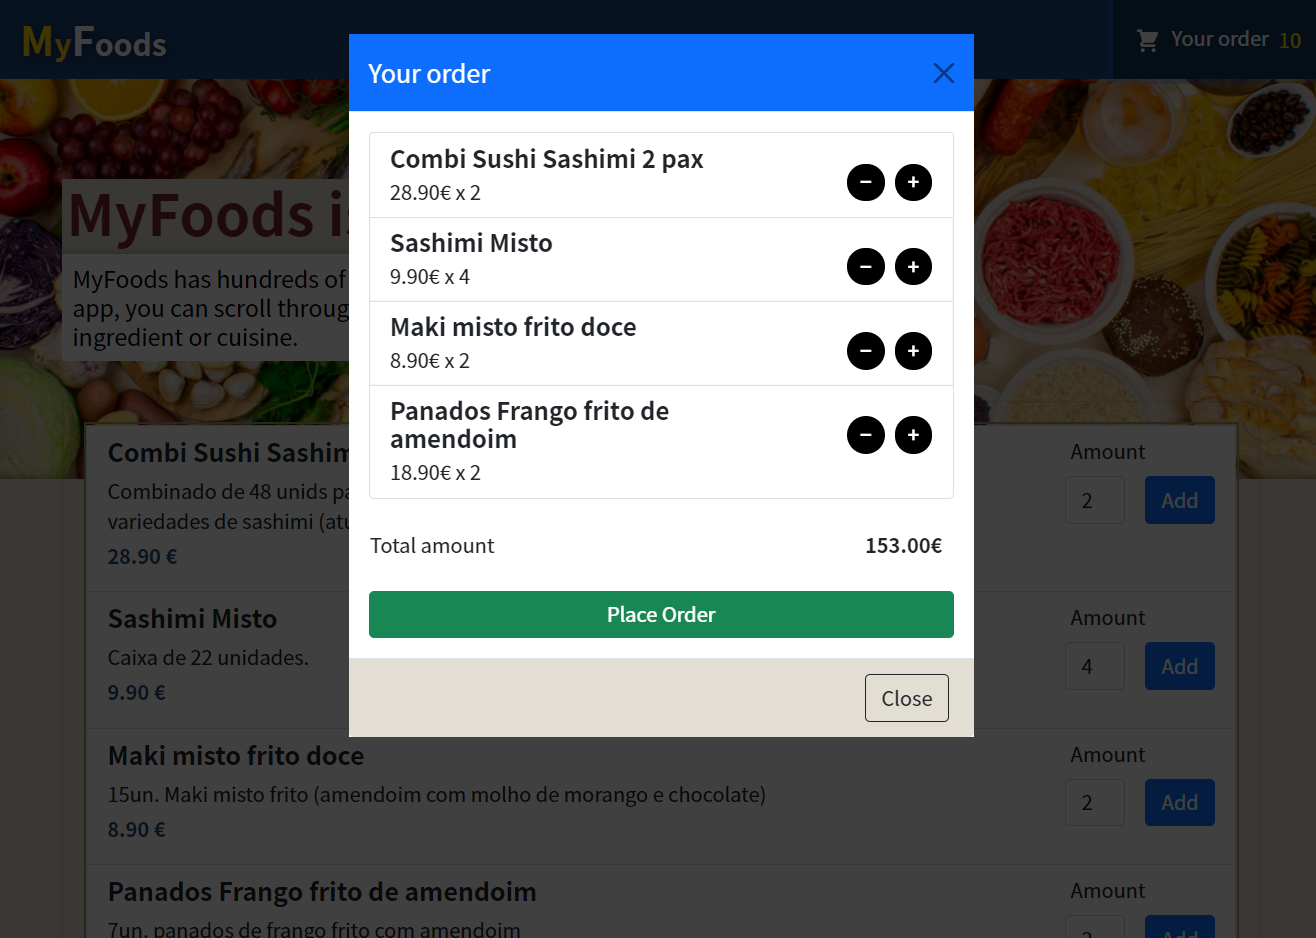 MyFoods
Your order 10
Your order
Combi Sushi Sashimi 2 pax
28.90€ x 2
Sashimi Misto
9.90€ x 4
Maki misto frito doce
8.90€ x 2
Panados Frango frito de
amendoim
18.90€ x 2
Total amount
153.00€
Place Order
Close
MyFoods is
MyFoods has hundreds of
app, you can scroll throug
ingredient or cuisine.
Combi Sushi Sashim
Combinado de 48 unids pa
variedades de sashimi (atu
28.90 €
Amount
2
Add
Sashimi Misto
Caixa de 22 unidades.
9.90 €
Amount
4
Add
Maki misto frito doce
15un. Maki misto frito (amendoim com molho de morango e chocolate)
8.90 €
Amount
2
Add
Panados Frango frito de amendoim
7un. panados de frango frito com amendoim
Amount
2
Add